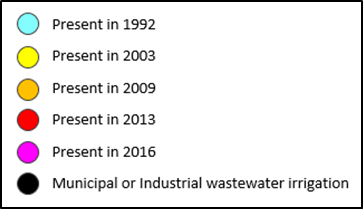 Present in 1992
Present in 2003
Present in 2009
Present in 2013
Present in 2016
Municipal or Industrial wastewater irrigation